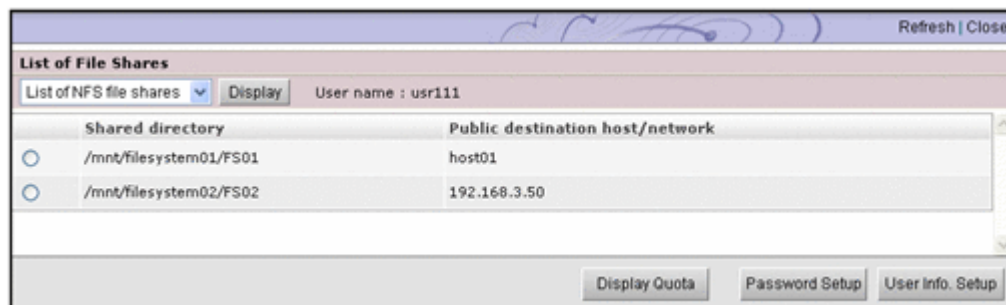 Refresh | Close
List of File Shares
List of NFS file shares Display User name : usr111
Shared directory Public destination host/network
/mnt/filesystem01/FS01 host01
/mnt/filesystem02/FS02 192.168.3.50
Display Quota Password Setup User Info. Setup